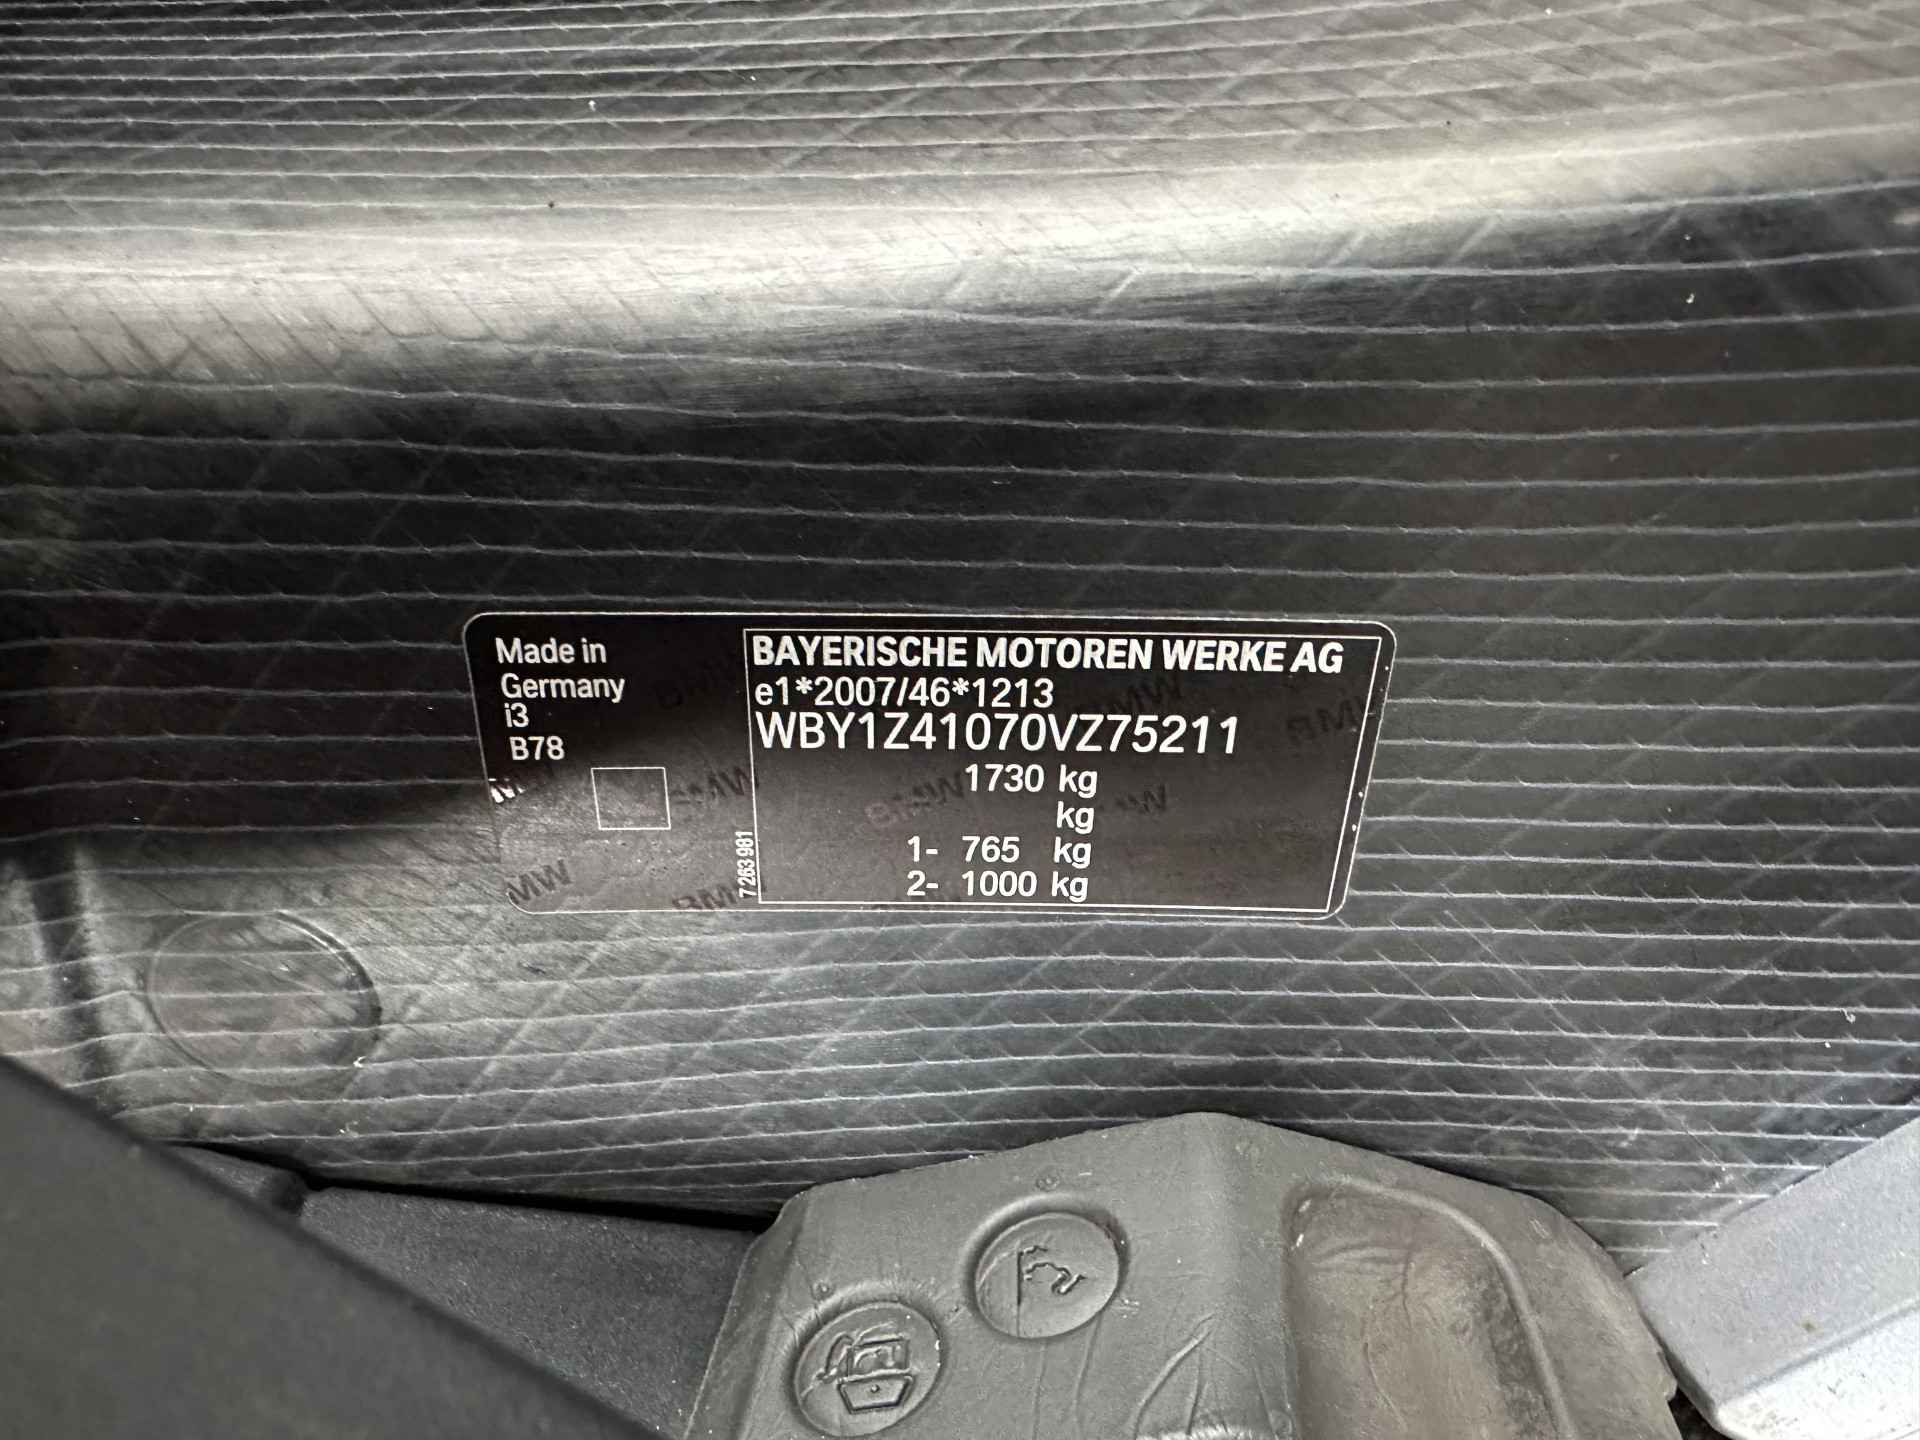 Made in
Germany
i3
B78
7 263 981
BAYERISCHE MOTOREN WERKE AG
e1*2007/46*1213
WBY1Z41070VZ75211
1730 kg
kg
1- 765 kg
2- 1000 kg